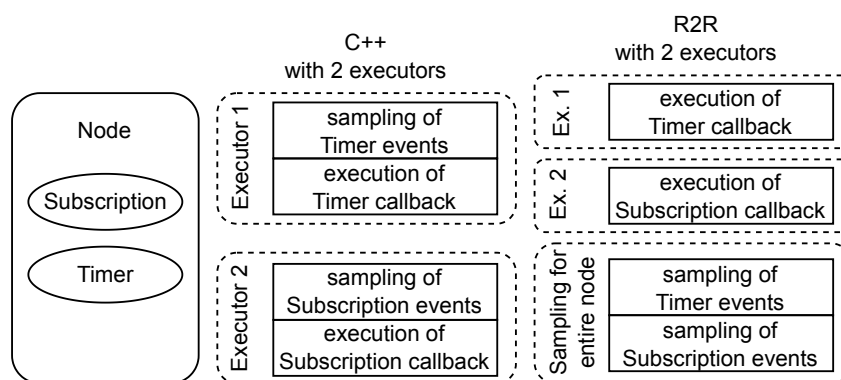 Node
Subscription
Timer
C++
with 2 executors
Executor 1
sampling of
Timer events
execution of
Timer callback
Executor 2
sampling of
Subscription events
execution of
Subscription callback
R2R
with 2 executors
Ex. 1
execution of
Timer callback
Ex. 2
execution of
Subscription callback
Sampling for
entire node
sampling of
Timer events
sampling of
Subscription events